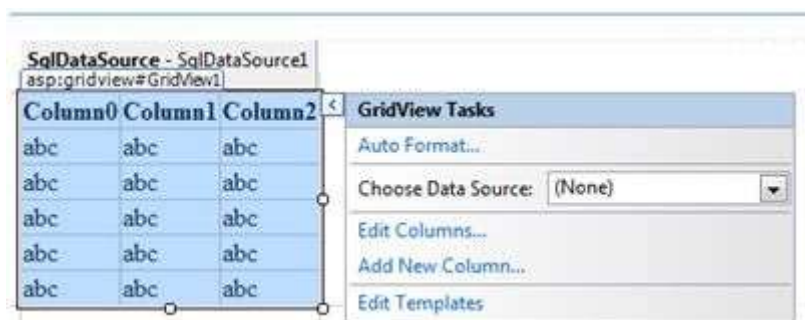 SqlDataSource - SqlDataSource1
asp:gridview#GridView1
Column0 Column1 Column2
abc abc abc
abc abc abc
abc abc abc
abc abc abc
abc abc abc
<
GridView Tasks
Auto Format...
Choose Data Source: (None)
Edit Columns...
Add New Column...
Edit Templates